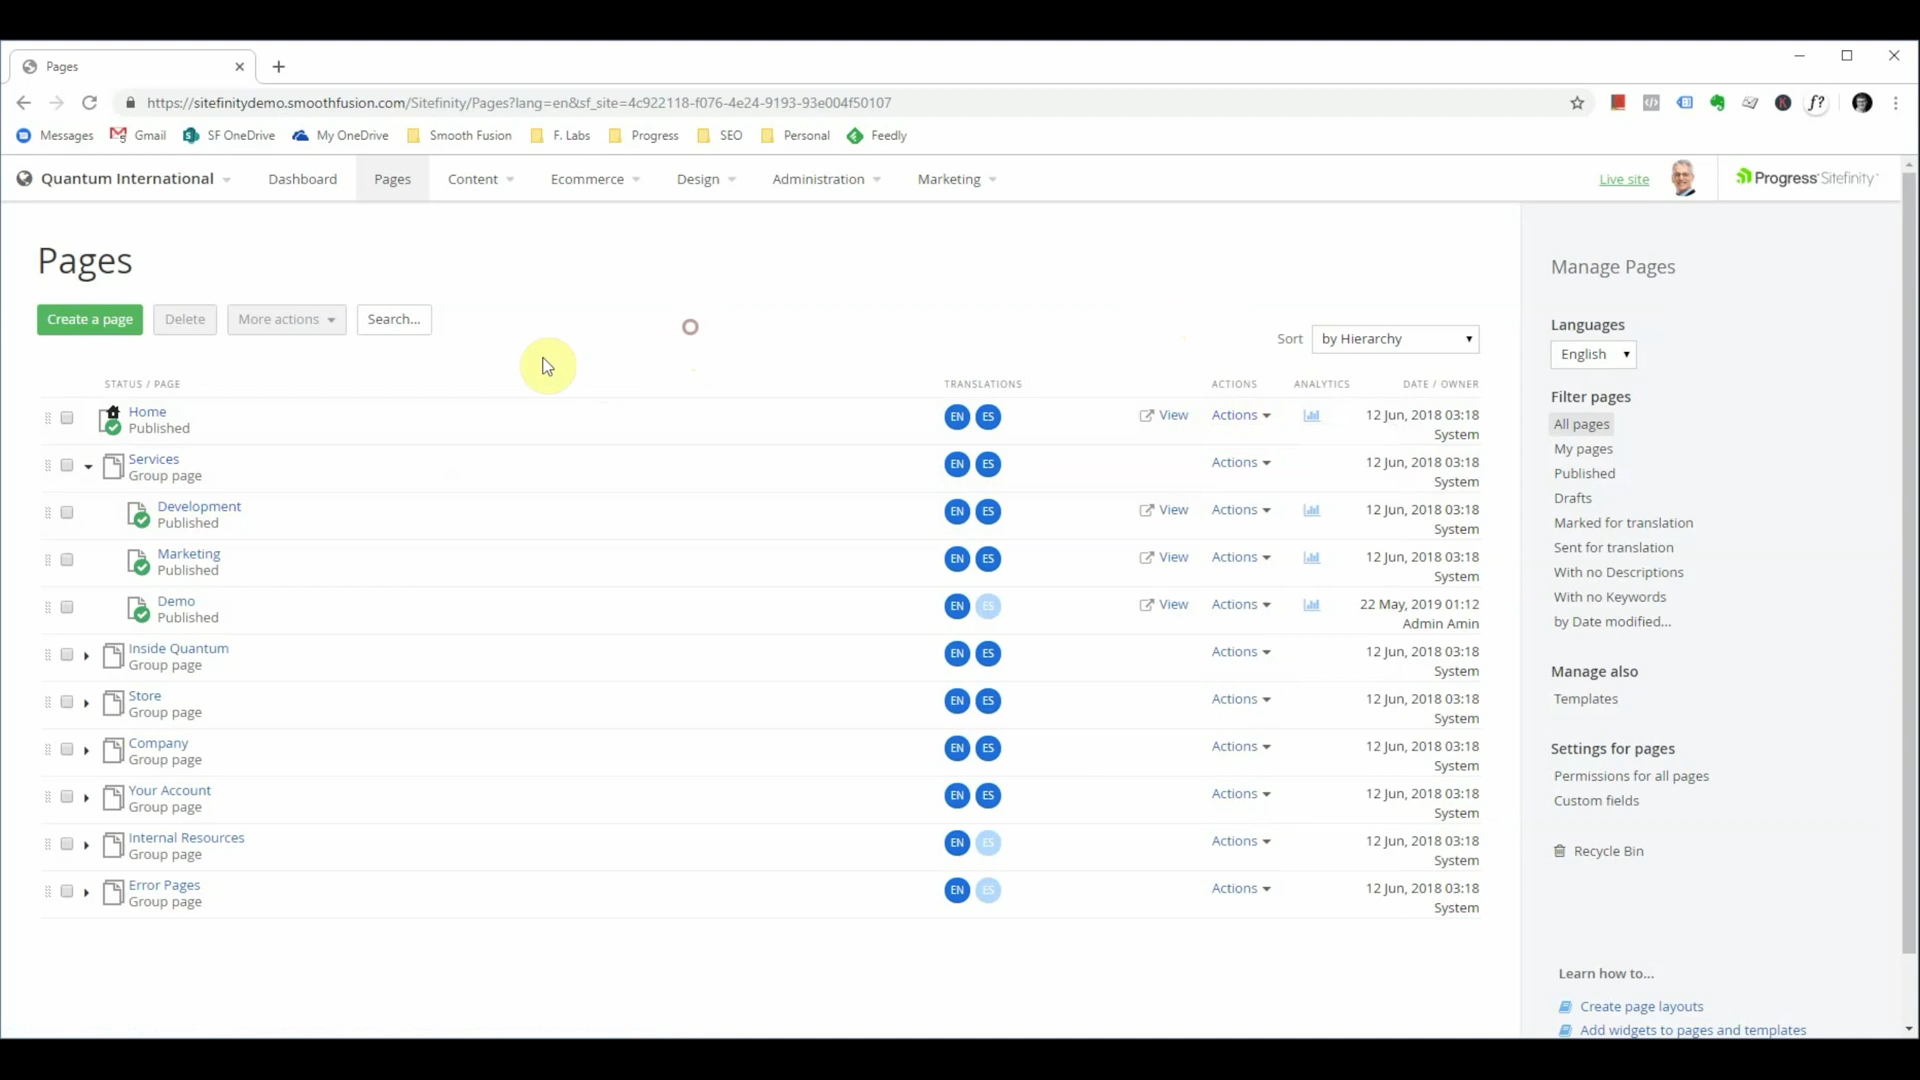 Pages
https://sitefinitydemo.smoothfusion.com/Sitefinity/Pages?lang=en&sf_site=4c922118-f076-4e24-9193-93e004f50107
f?
Messages Gmail SF OneDrive My OneDrive Smooth Fusion F. Labs Progress SEO Personal Feedly
Quantum International Dashboard Pages Content Ecommerce Design Administration Marketing Live site Progress Sitefinity
Pages
Create a page Delete More actions Search...
Sort by Hierarchy
STATUS / PAGE TRANSLATIONS ACTIONS ANALYTICS DATE / OWNER
Home EN ES View Actions 12 Jun, 2018 03:18
Published System
Services EN ES Actions 12 Jun, 2018 03:18
Group page System
Development EN ES View Actions 12 Jun, 2018 03:18
Published System
Marketing EN ES View Actions 12 Jun, 2018 03:18
Published System
Demo EN ES View Actions 22 May, 2019 01:12
Published Admin Amin
Inside Quantum EN ES Actions 12 Jun, 2018 03:18
Group page System
Store EN ES Actions 12 Jun, 2018 03:18
Group page System
Company EN ES Actions 12 Jun, 2018 03:18
Group page System
Your Account EN ES Actions 12 Jun, 2018 03:18
Group page System
Internal Resources EN ES Actions 12 Jun, 2018 03:18
Group page System
Error Pages EN ES Actions 12 Jun, 2018 03:18
Group page System
Manage Pages
Languages
English
Filter pages
All pages
My pages
Published
Drafts
Marked for translation
Sent for translation
With no Descriptions
With no Keywords
by Date modified...
Manage also
Templates
Settings for pages
Permissions for all pages
Custom fields
Recycle Bin
Learn how to...
Create page layouts
Add widgets to pages and templates